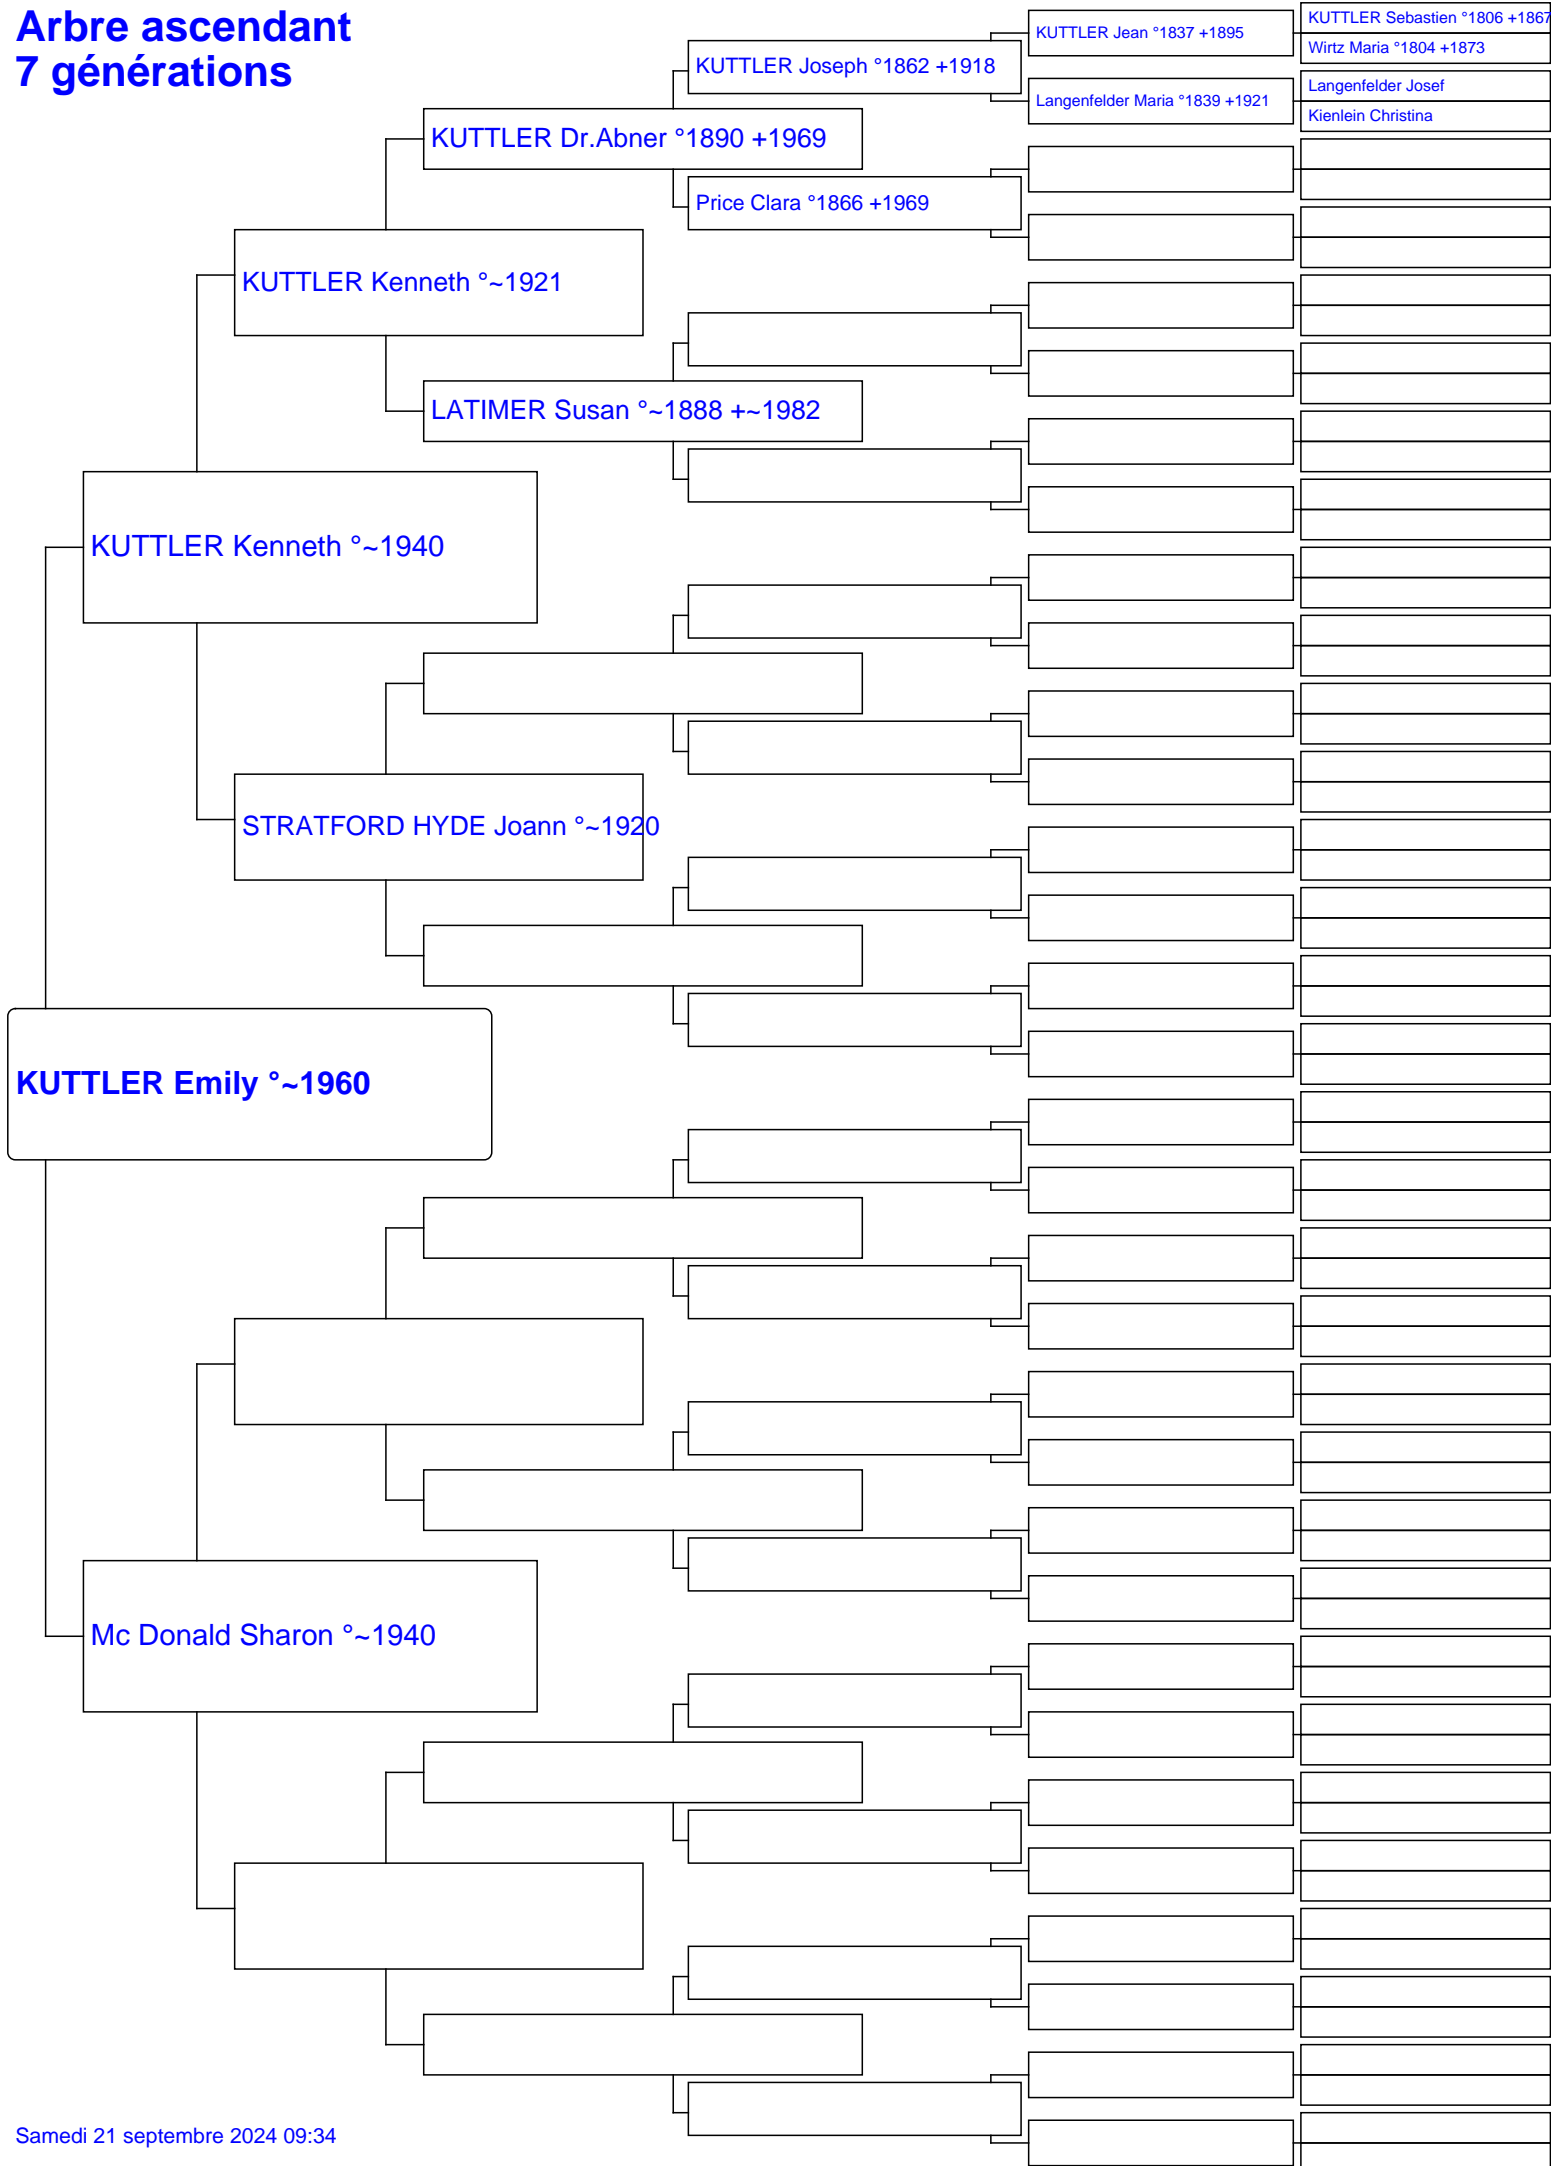 Arbre ascendant
7 générations
KUTTLER Sebastien °1806 +1867
KUTTLER Jean °1837 +1895
Wirtz Maria °1804 +1873
KUTTLER Joseph °1862 +1918
Langenfelder Josef
Langenfelder Maria °1839 +1921
Kienlein Christina
KUTTLER Dr.Abner °1890 +1969
Price Clara °1866 +1969
KUTTLER Kenneth °~1921
LATIMER Susan °~1888 +~1982
KUTTLER Kenneth °~1940
STRATFORD HYDE Joann °~1920
KUTTLER Emily °~1960
Mc Donald Sharon °~1940
Samedi 21 septembre 2024 09:34